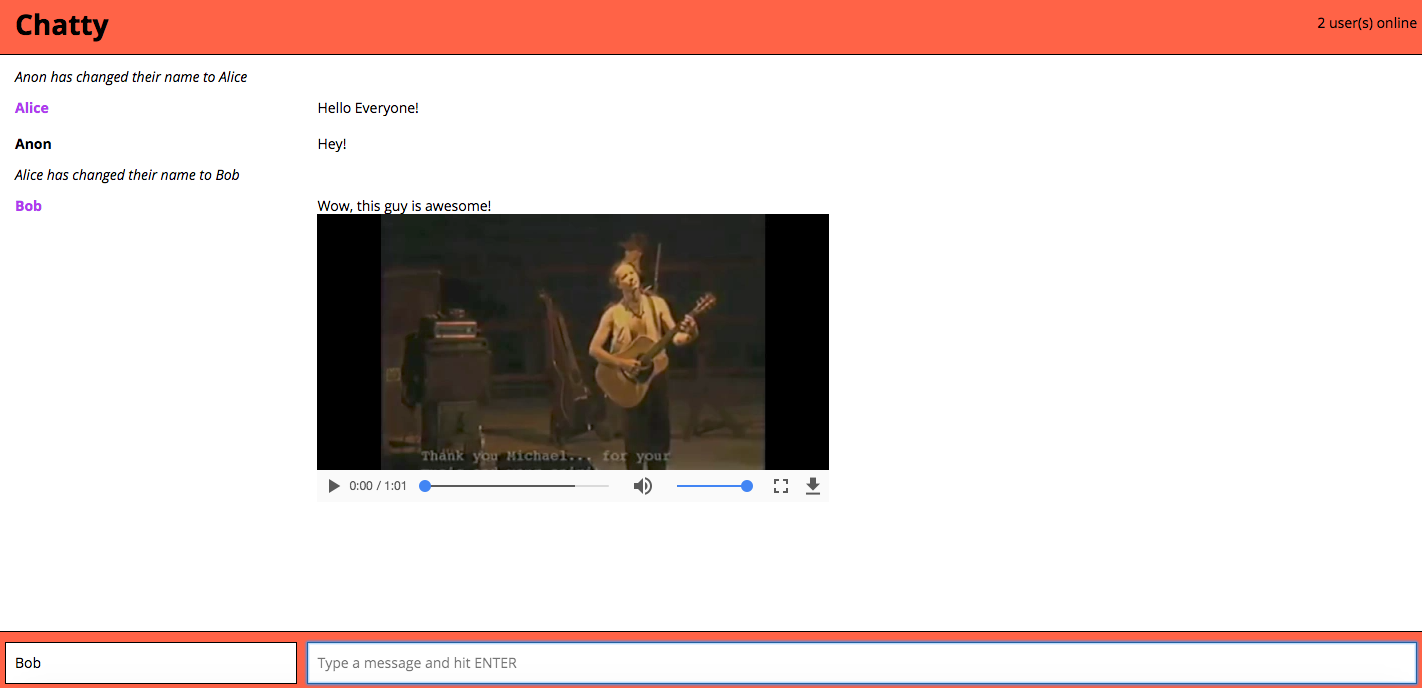 Chatty
2 user(s) online
Anon has changed their name to Alice
Alice Hello Everyone!
Anon Hey!
Alice has changed their name to Bob
Bob Wow, this guy is awesome!
Thank you Michael... for your
0:00 / 1:01
Bob
Type a message and hit ENTER